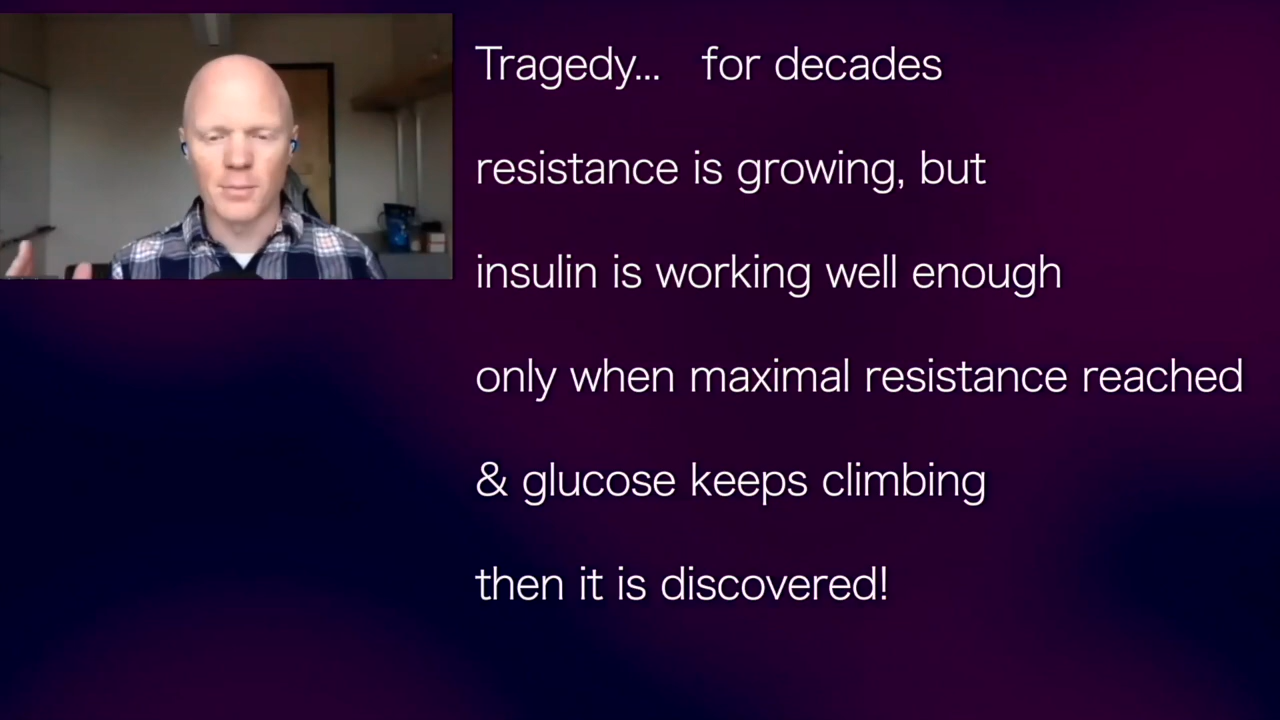 Tragedy... for decades
resistance is growing, but
insulin is working well enough
only when maximal resistance reached
& glucose keeps climbing
then it is discovered!